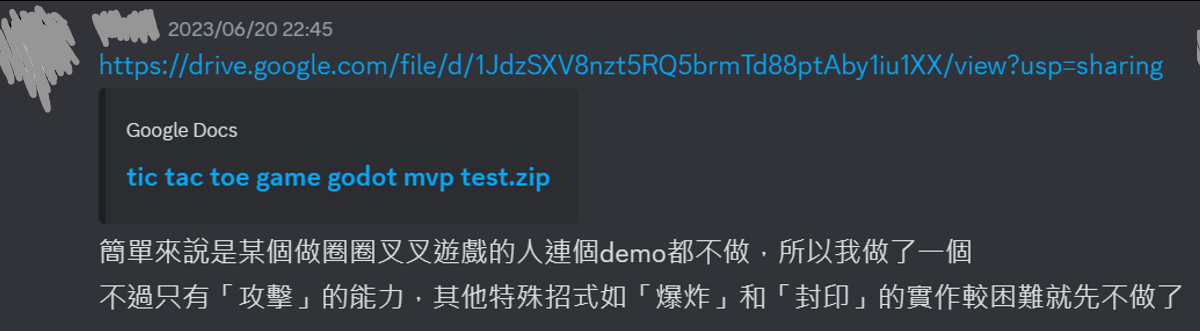 2023/06/20 22:45
https://drive.google.com/file/d/1JdzSXV8nzt5RQ5brmTd88ptAby1iu1XX/view?usp=sharing
Google Docs
tic tac toe game godot mvp test.zip
簡單來說是某個做圈圈叉叉遊戲的人連個demo都不做，所以我做了一個
不過只有「攻擊」的能力，其他特殊招式如「爆炸」和「封印」的實作較困難就先不做了